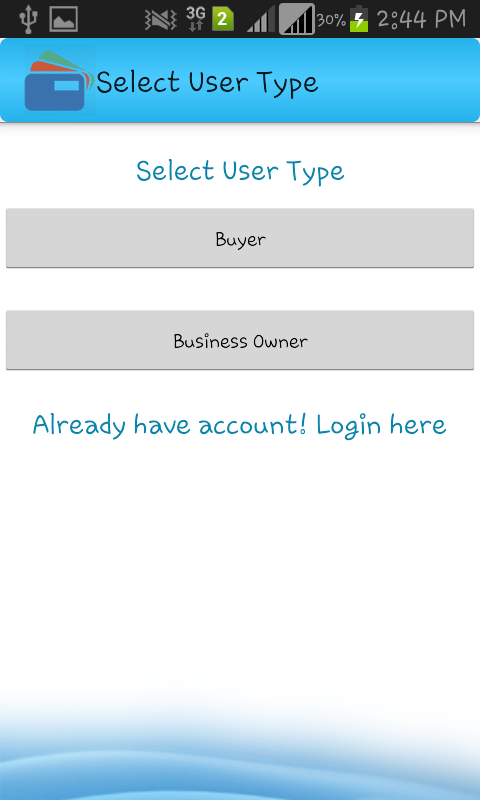 3G 2 30% 2:44 PM
Select User Type
Select User Type
Buyer
Business Owner
Already have account! Login here